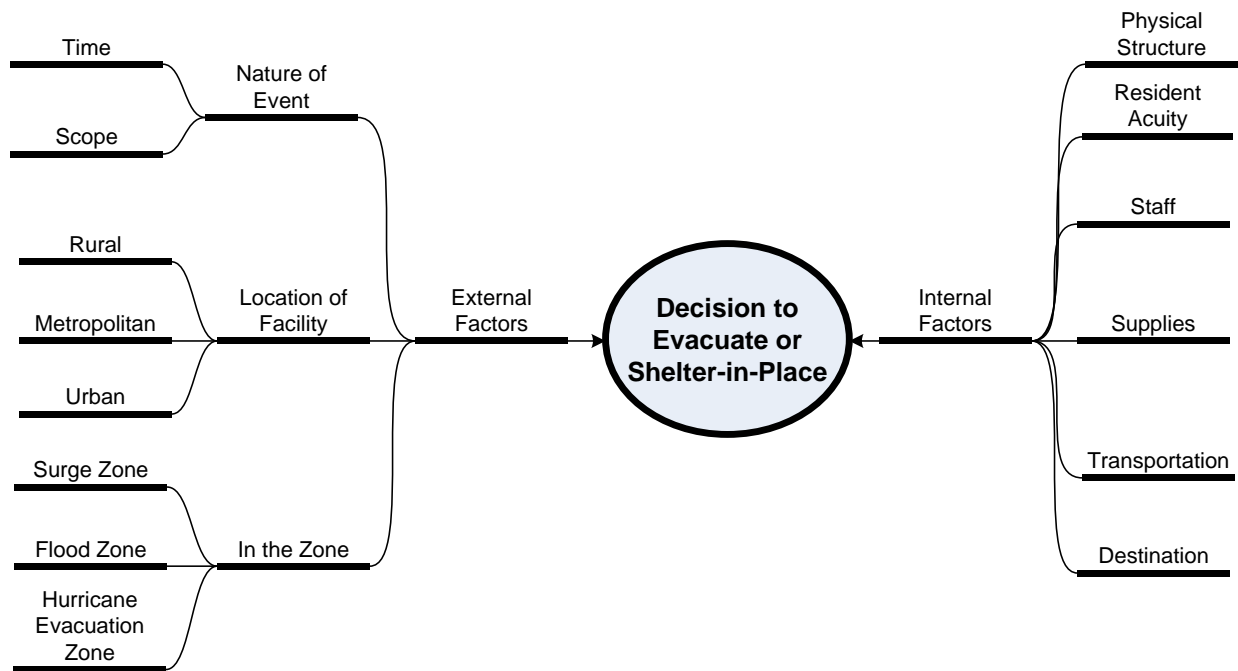 Time
Scope
Nature of
Event
Rural
Metropolitan
Urban
Location of
Facility
Surge Zone
Flood Zone
Hurricane
Evacuation
Zone
In the Zone
External
Factors
Decision to
Evacuate or
Shelter-in-Place
Internal
Factors
Physical
Structure
Resident
Acuity
Staff
Supplies
Transportation
Destination